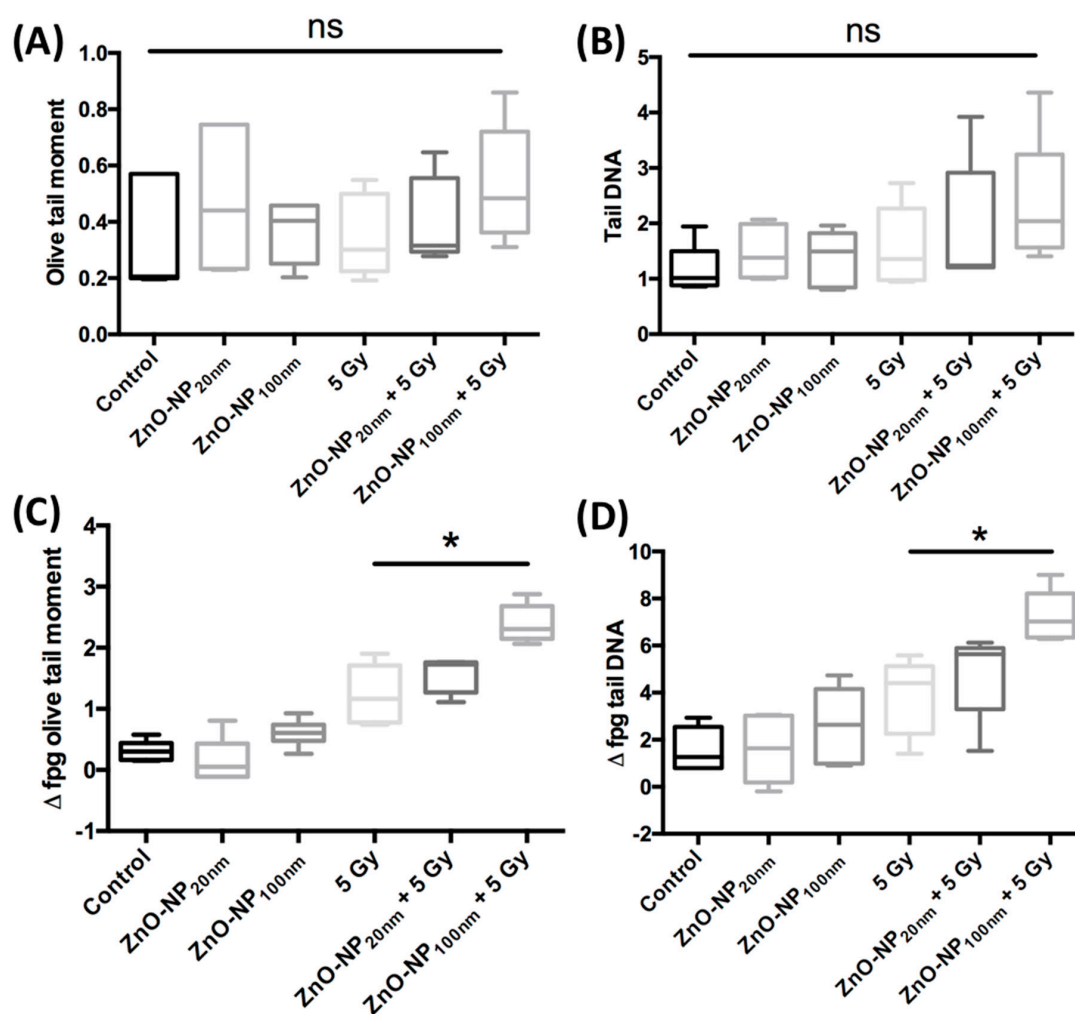 (A)
ns
Olive tail moment
1.0
0.8
0.6
0.4
0.2
0.0
Control
ZnO-NP20nm
ZnO-NP100nm
5 Gy
ZnO-NP20nm + 5 Gy
ZnO-NP100nm + 5 Gy
(B)
ns
Tail DNA
5
4
3
2
1
0
Control
ZnO-NP20nm
ZnO-NP100nm
5 Gy
ZnO-NP20nm + 5 Gy
ZnO-NP100nm + 5 Gy
(C)
*
Δ fpg olive tail moment
4
3
2
1
0
-1
Control
ZnO-NP20nm
ZnO-NP100nm
5 Gy
ZnO-NP20nm + 5 Gy
ZnO-NP100nm + 5 Gy
(D)
*
Δ fpg tail DNA
10
8
6
4
2
0
-2
Control
ZnO-NP20nm
ZnO-NP100nm
5 Gy
ZnO-NP20nm + 5 Gy
ZnO-NP100nm + 5 Gy